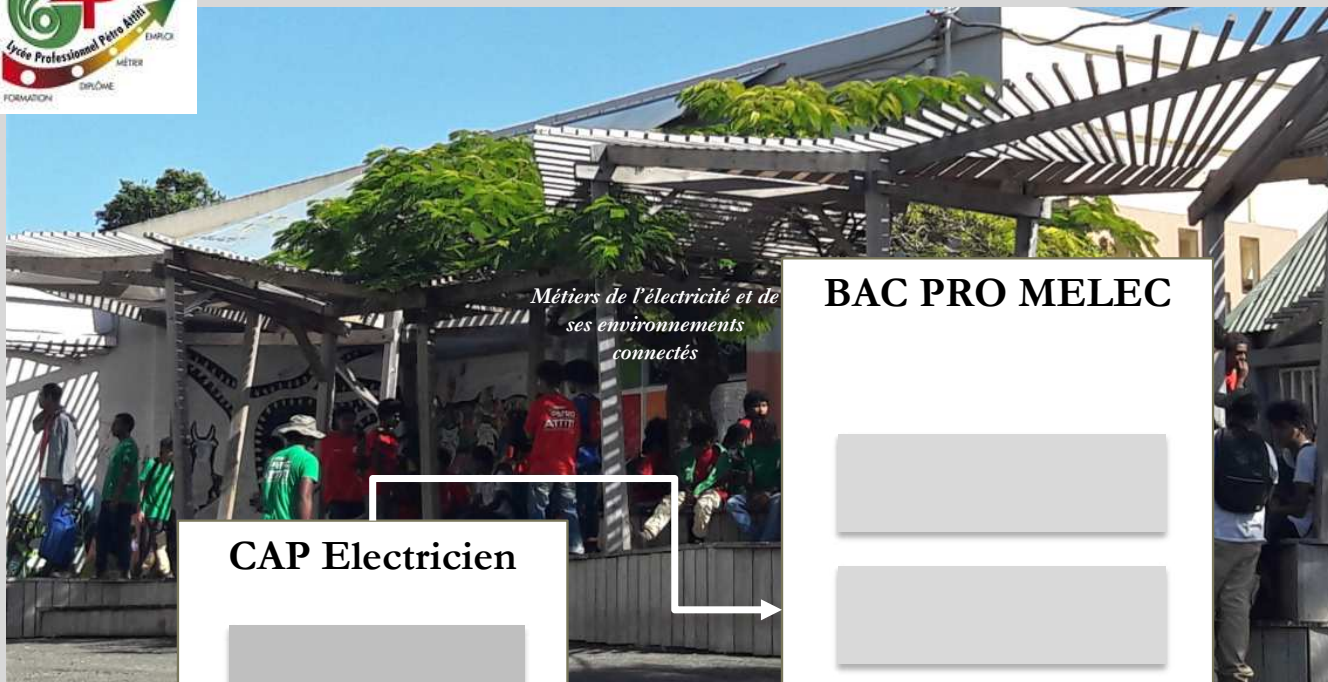 Lycée Professionnel Pétro Attiti
FORMATION
DIPLÔME
MÉTIER
EMPLOI
Métiers de l'électricité et de
ses environnements
connectés
BAC PRO MELEC
CAP Electricien
PETRO
ATTITI